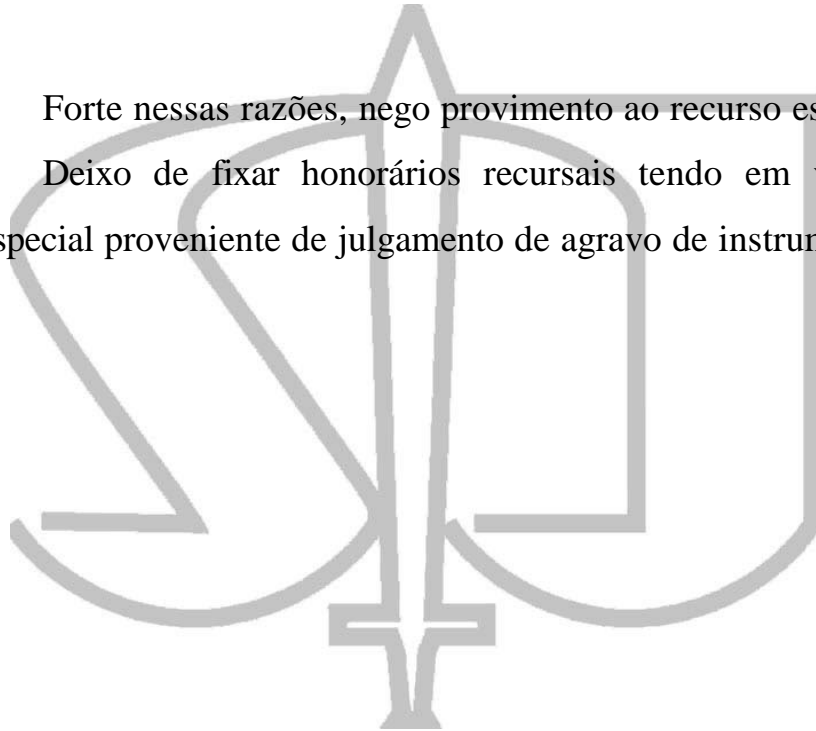 Forte nessas razões, nego provimento ao recurso es
Deixo de fixar honorários recursais tendo em
special proveniente de julgamento de agravo de instrum